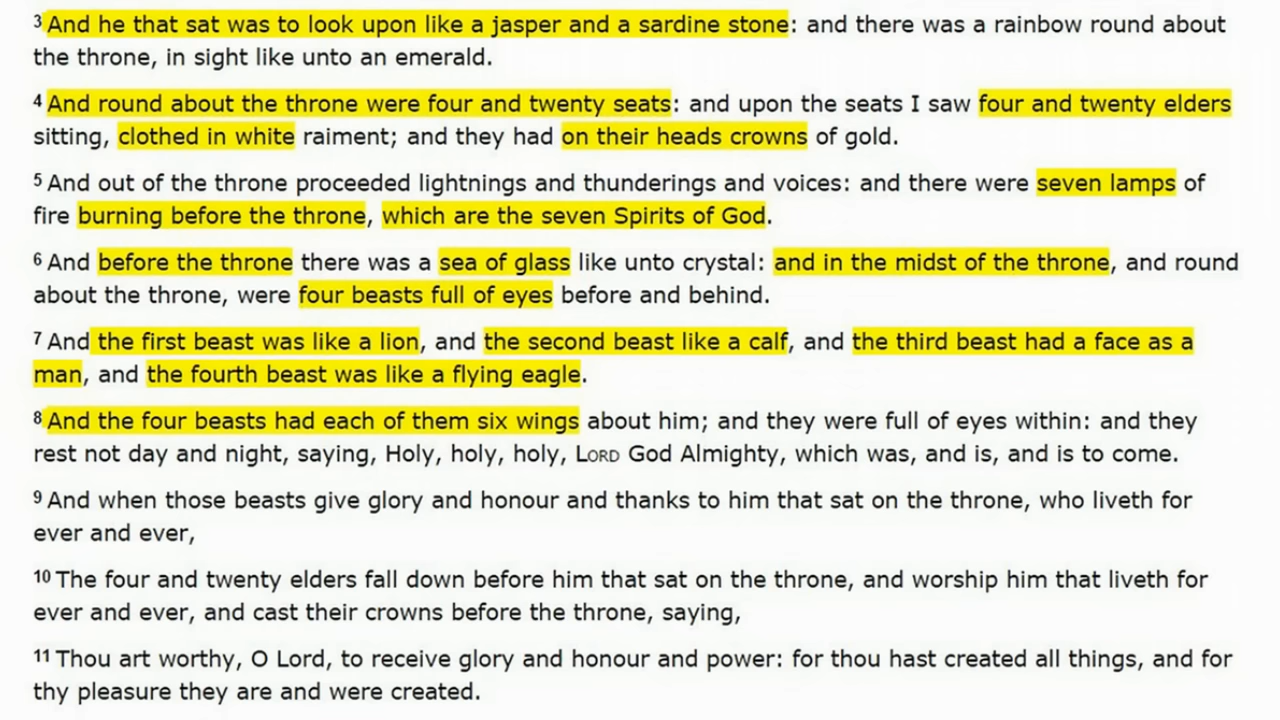 3 And he that sat was to look upon like a jasper and a sardine stone: and there was a rainbow round about
the throne, in sight like unto an emerald.
4 And round about the throne were four and twenty seats: and upon the seats I saw four and twenty elders
sitting, clothed in white raiment; and they had on their heads crowns of gold.
5 And out of the throne proceeded lightnings and thunderings and voices: and there were seven lamps of
fire burning before the throne, which are the seven Spirits of God.
6 And before the throne there was a sea of glass like unto crystal: and in the midst of the throne, and round
about the throne, were four beasts full of eyes before and behind.
7 And the first beast was like a lion, and the second beast like a calf, and the third beast had a face as a
man, and the fourth beast was like a flying eagle.
8 And the four beasts had each of them six wings about him; and they were full of eyes within: and they
rest not day and night, saying, Holy, holy, holy, LORD God Almighty, which was, and is, and is to come.
9 And when those beasts give glory and honour and thanks to him that sat on the throne, who liveth for
ever and ever,
10 The four and twenty elders fall down before him that sat on the throne, and worship him that liveth for
ever and ever, and cast their crowns before the throne, saying,
11 Thou art worthy, O Lord, to receive glory and honour and power: for thou hast created all things, and for
thy pleasure they are and were created.